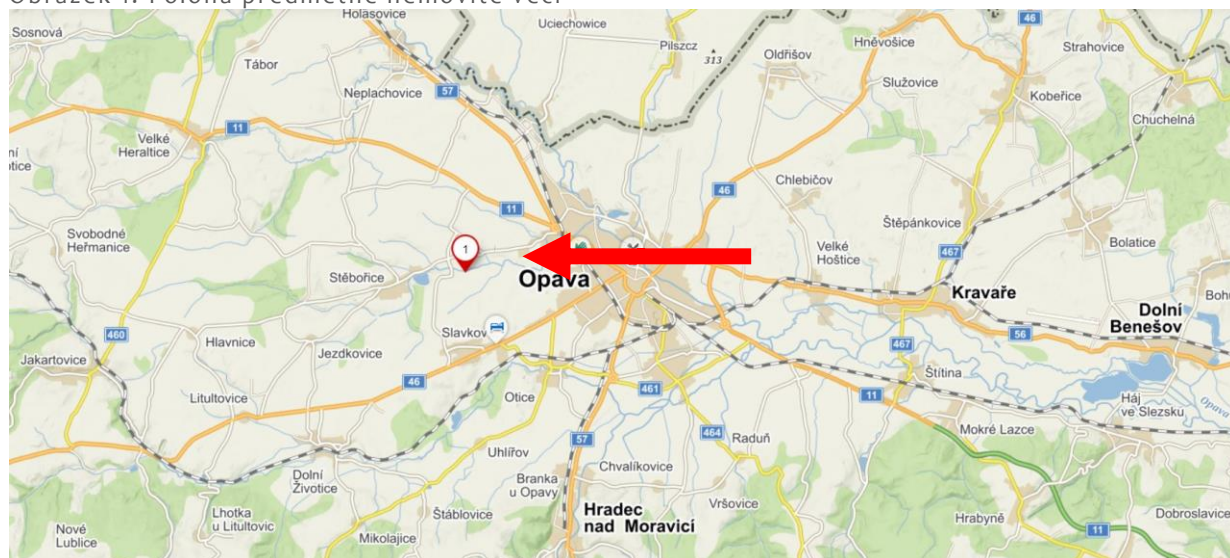 Obrázek 1: Poloha předmětné nemovité věci
Holasovice
Uciechowice
46
Sosnová
Pilszcz
Hněvošice
Strahovice
Tábor
313
Oldřišov
57
Neplachovice
Služovice
Kobeřice
11
Chuchelná
Velké
Heraltice
46
Chlebičov
11
Štěpánkovice
Svobodné
Heřmanice
1
Velké
Hoštice
467
Bolatice
Stěbořice
Opava
Kravaře
Dolní
Benešov
460
Hlavnice
Slavkov
56
Jezdkovice
467
Jakartovice
46
461
Štítina
Litultovice
Otice
11
Háj
ve Slezsku
Opava
57
464
Raduň
Mokré Lazce
Uhlířov
Dolní
Životice
Chvalíkovice
Branka
u Opavy
Vršovice
Lhotka
u Litultovic
Štáblovice
Hradec
nad Moravicí
Hrabyně
Dobroslavice
11
Nové
Lublice
Mikolajice